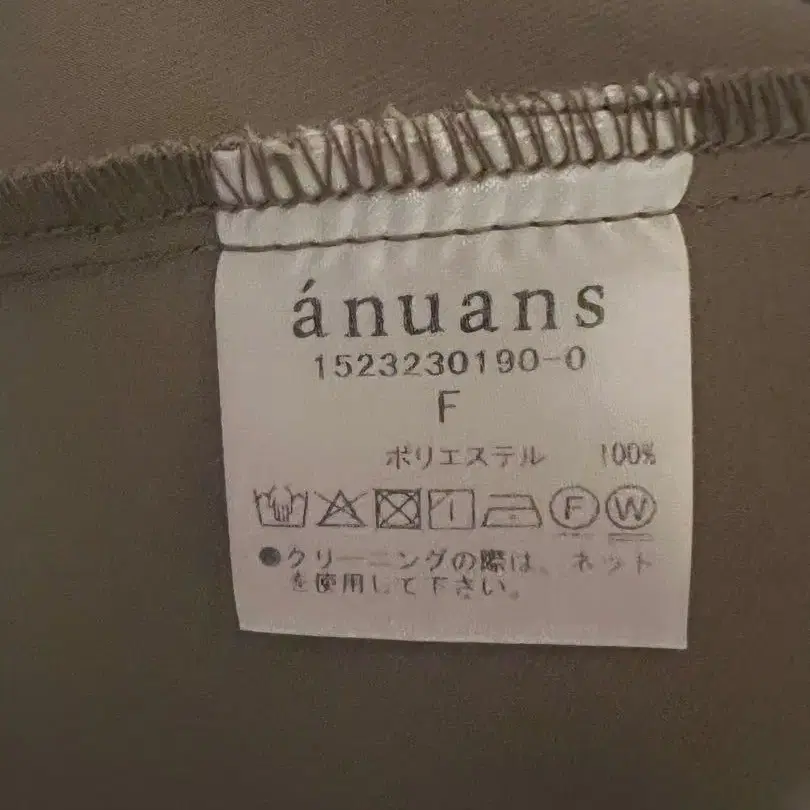 ánuans
1523230190-0
F
ポリエステル 100%
F W
●クリーニングの際は、ネット
を使用して下さい。